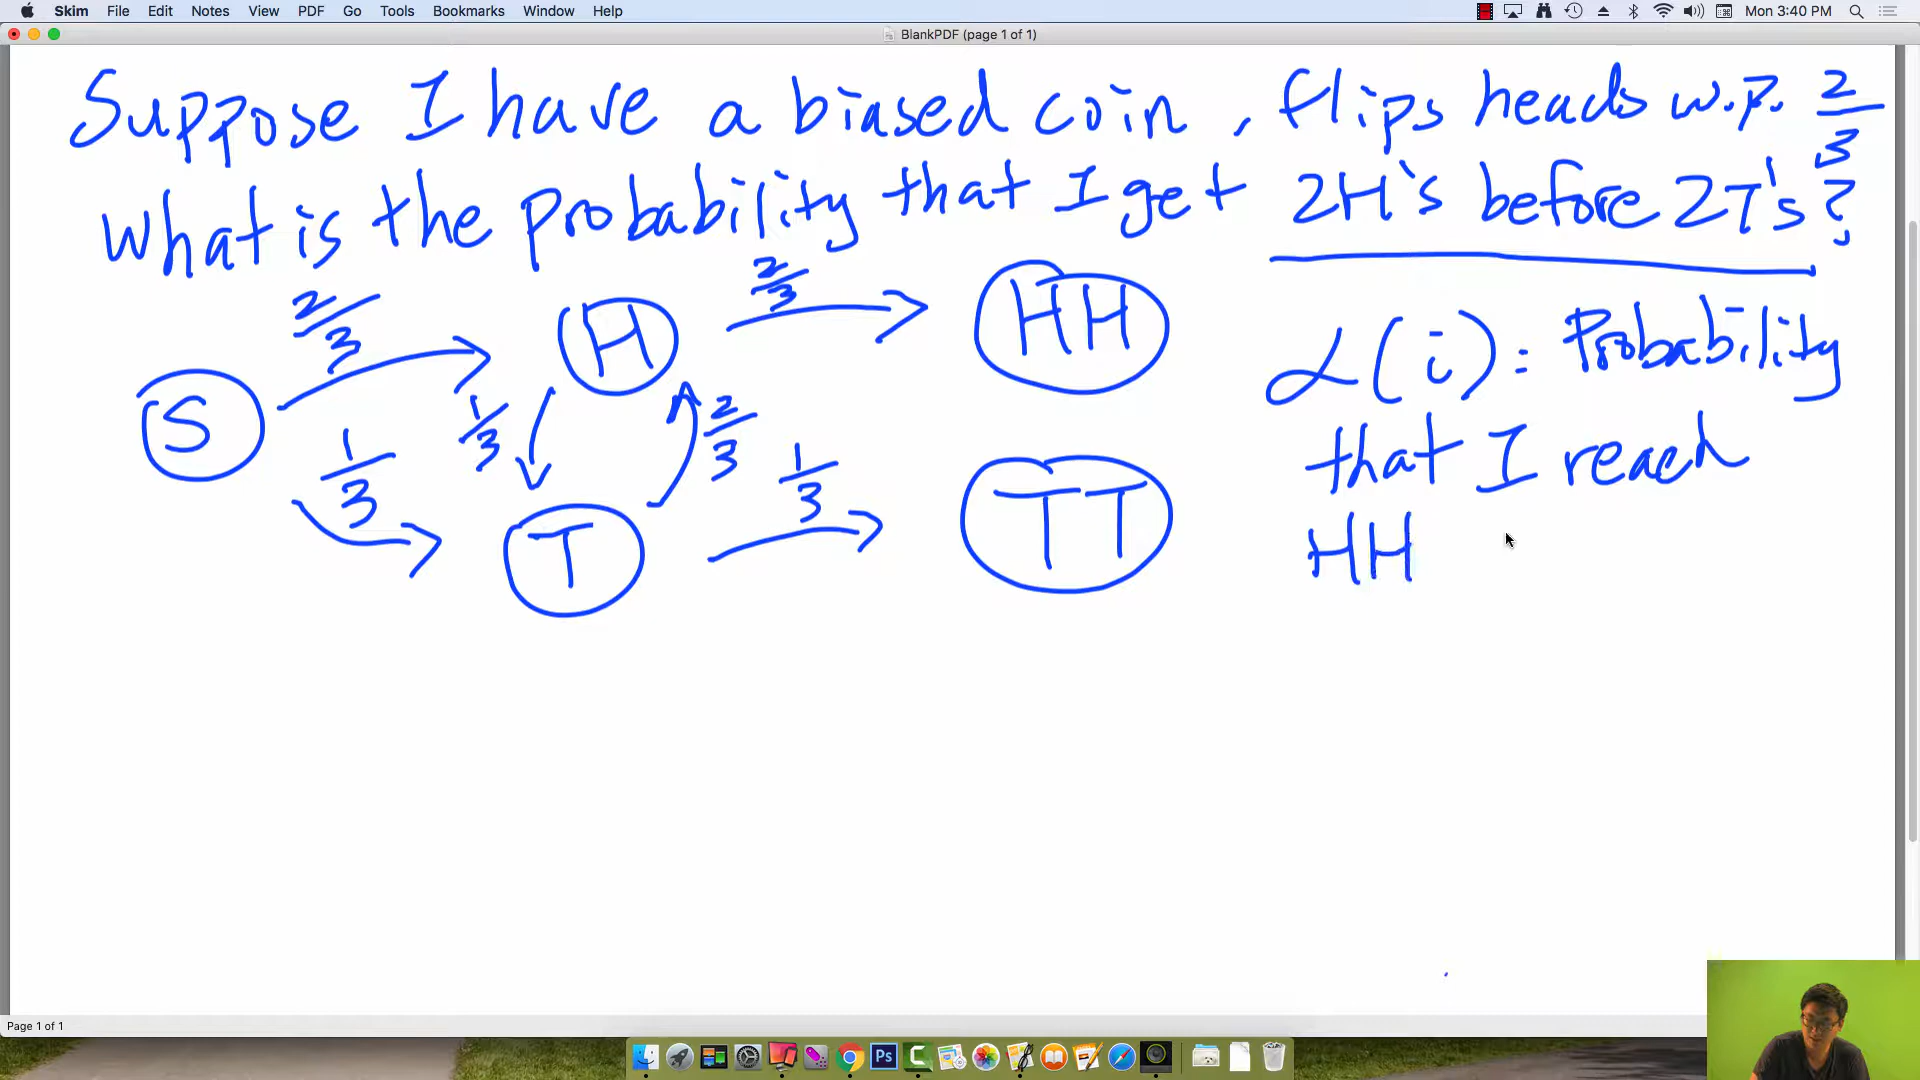 Skim File Edit Notes View PDF Go Tools Bookmarks Window Help Mon 3:40 PM
BlankPDF (page 1 of 1)
Suppose I have a biased coin, flips heads w.p. 2/3
What is the probability that I get 2H's before 2T's?
2/3 2/3
S H HH
1/3 1/3 2/3 1/3
T TT
α(i) = Probability
that I reach
HH
Page 1 of 1
Ps